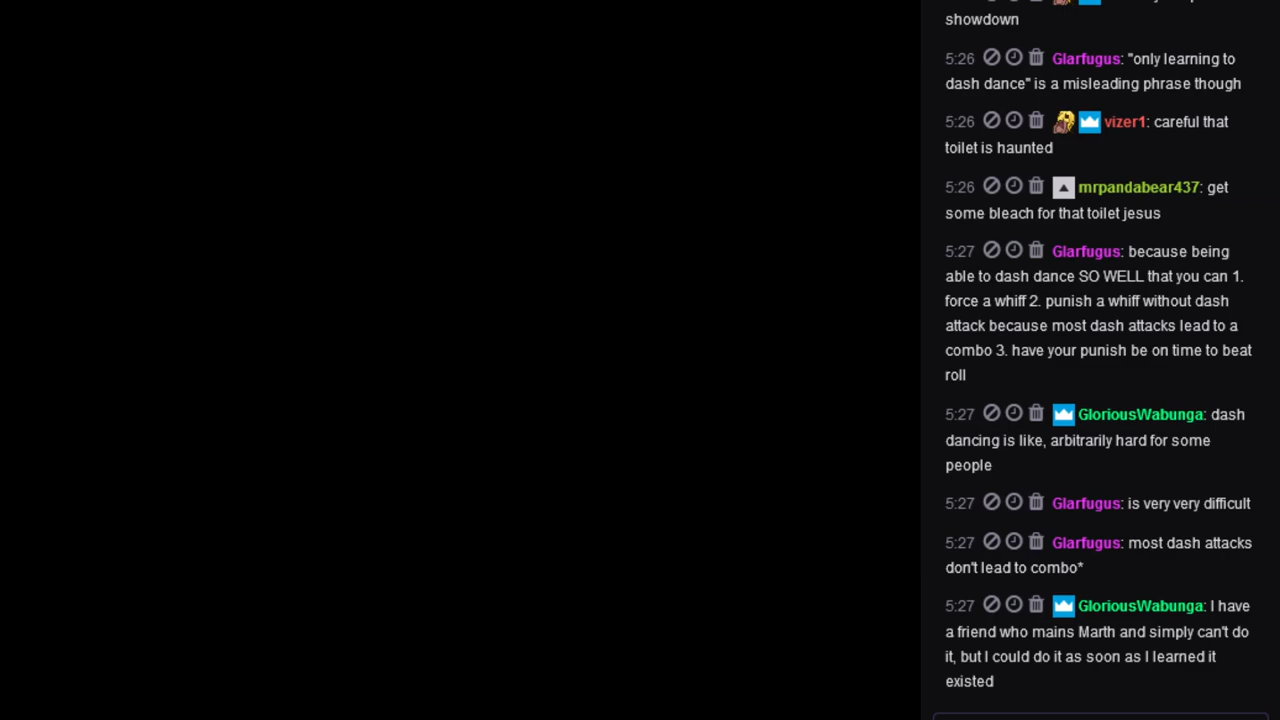 showdown
5:26 Glarfugus: "only learning to
dash dance" is a misleading phrase though
5:26 vizer1: careful that
toilet is haunted
5:26 mrpandabear437: get
some bleach for that toilet jesus
5:27 Glarfugus: because being
able to dash dance SO WELL that you can 1.
force a whiff 2. punish a whiff without dash
attack because most dash attacks lead to a
combo 3. have your punish be on time to beat
roll
5:27 GloriousWabunga: dash
dancing is like, arbitrarily hard for some
people
5:27 Glarfugus: is very very difficult
5:27 Glarfugus: most dash attacks
don't lead to combo*
5:27 GloriousWabunga: I have
a friend who mains Marth and simply can't do
it, but I could do it as soon as I learned it
existed